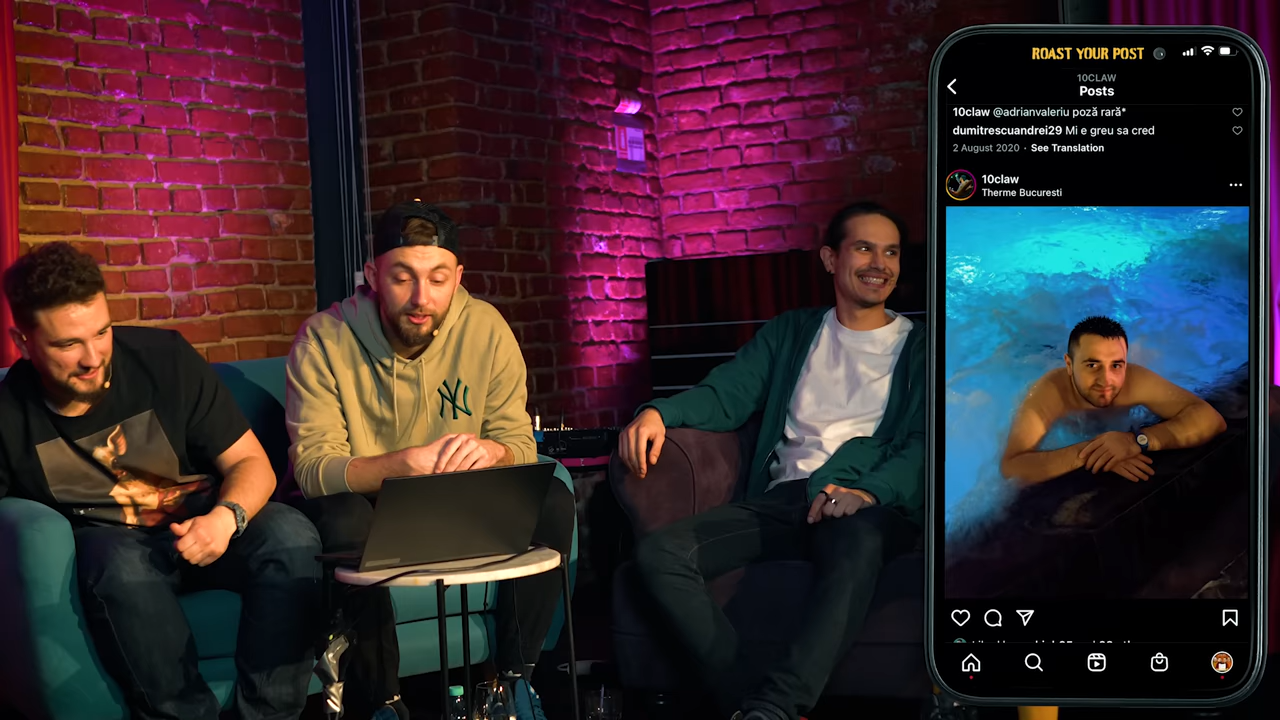 ROAST YOUR POST
10CLAW
Posts
10claw @adrianvaleriu poză rară*
dumitrescuandrei29 Mi e greu sa cred
2 August 2020 · See Translation
10claw
Therme Bucuresti
NY